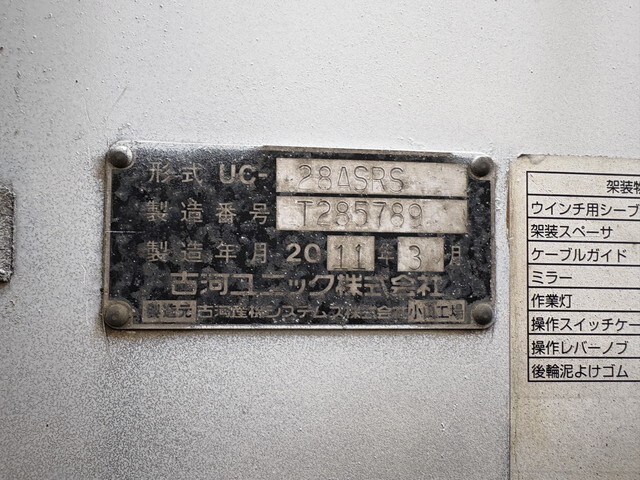 形式 UC- 28ASRS
製造番号 T285789
製造年月 2011年3月
古河ユニック株式会社
製造元 古河産機システムズ株式会社 小山工場
架装物
ウインチ用シーブ
架装スペーサ
ケーブルガイド
ミラー
作業灯
操作スイッチケー
操作レバーノブ
後輪泥よけゴム